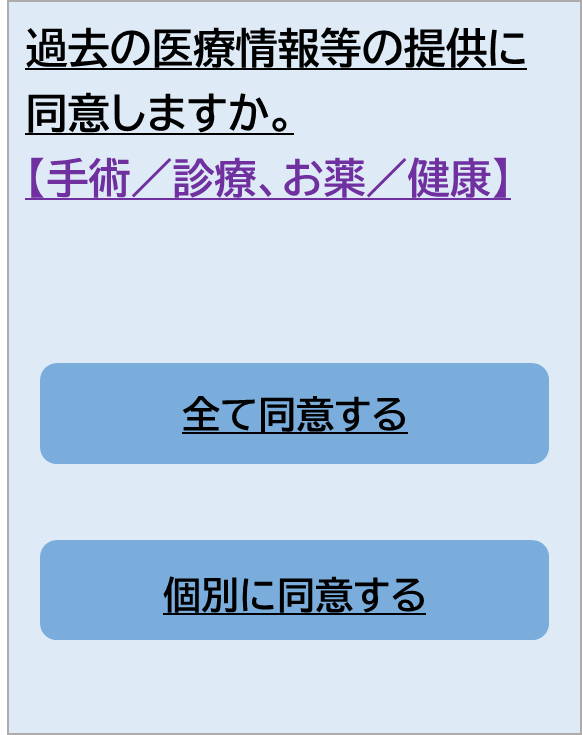 過去の医療情報等の提供に
同意しますか。
【手術／診療、お薬／健康】
全て同意する
個別に同意する